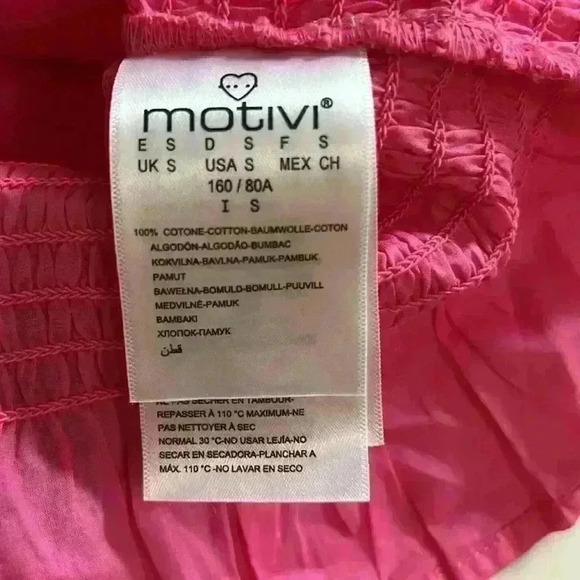 motivi®
E S D S F S
UK S USA S MEX CH
160 / 80A
I S
100% COTONE-COTTON-BAUMWOLLE-COTON
ALGODÓN-ALGODÃO-BUMBAC
KOKVILNA-BAVLNA-PAMUK-PAMBUK
PAMUT
BAWEŁNA-BOMULD-BOMULL-PUUVILL
MEDVILNÉ-PAMUK
BAMBAKI
ХЛОПОК-ПАМУК
قطن
PAS SECHER EN TAMBOUR-
REPASSER À 110 °C MAXIMUM-NE
PAS NETTOYER À SEC
NORMAL 30 °C-NO USAR LEJÍA-NO
SECAR EN SECADORA-PLANCHAR A
MÁX. 110 °C -NO LAVAR EN SECO